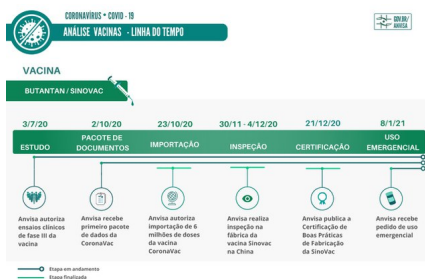 CORONAVÍRUS • COVID - 19
ANÁLISE VACINAS - LINHA DO TEMPO
GOV.BR/
ANVISA
VACINA
BUTANTAN / SINOVAC
3/7/20
ESTUDO
Anvisa autoriza
ensaios clínicos
de fase III da
vacina
2/10/20
PACOTE DE
DOCUMENTOS
Anvisa recebe
primeiro pacote
de dados da
CoronaVac
23/10/20
IMPORTAÇÃO
Anvisa autoriza
importação de 6
milhões de doses
da vacina
CoronaVac
30/11 - 4/12/20
INSPEÇÃO
Anvisa realiza
inspeção na
fábrica da
vacina Sinovac
na China
21/12/20
CERTIFICAÇÃO
Anvisa publica a
Certificação de
Boas Práticas
de Fabricação
da SinoVac
8/1/21
USO
EMERGENCIAL
Anvisa recebe
pedido de uso
emergencial
Etapa em andamento
Etapa finalizada